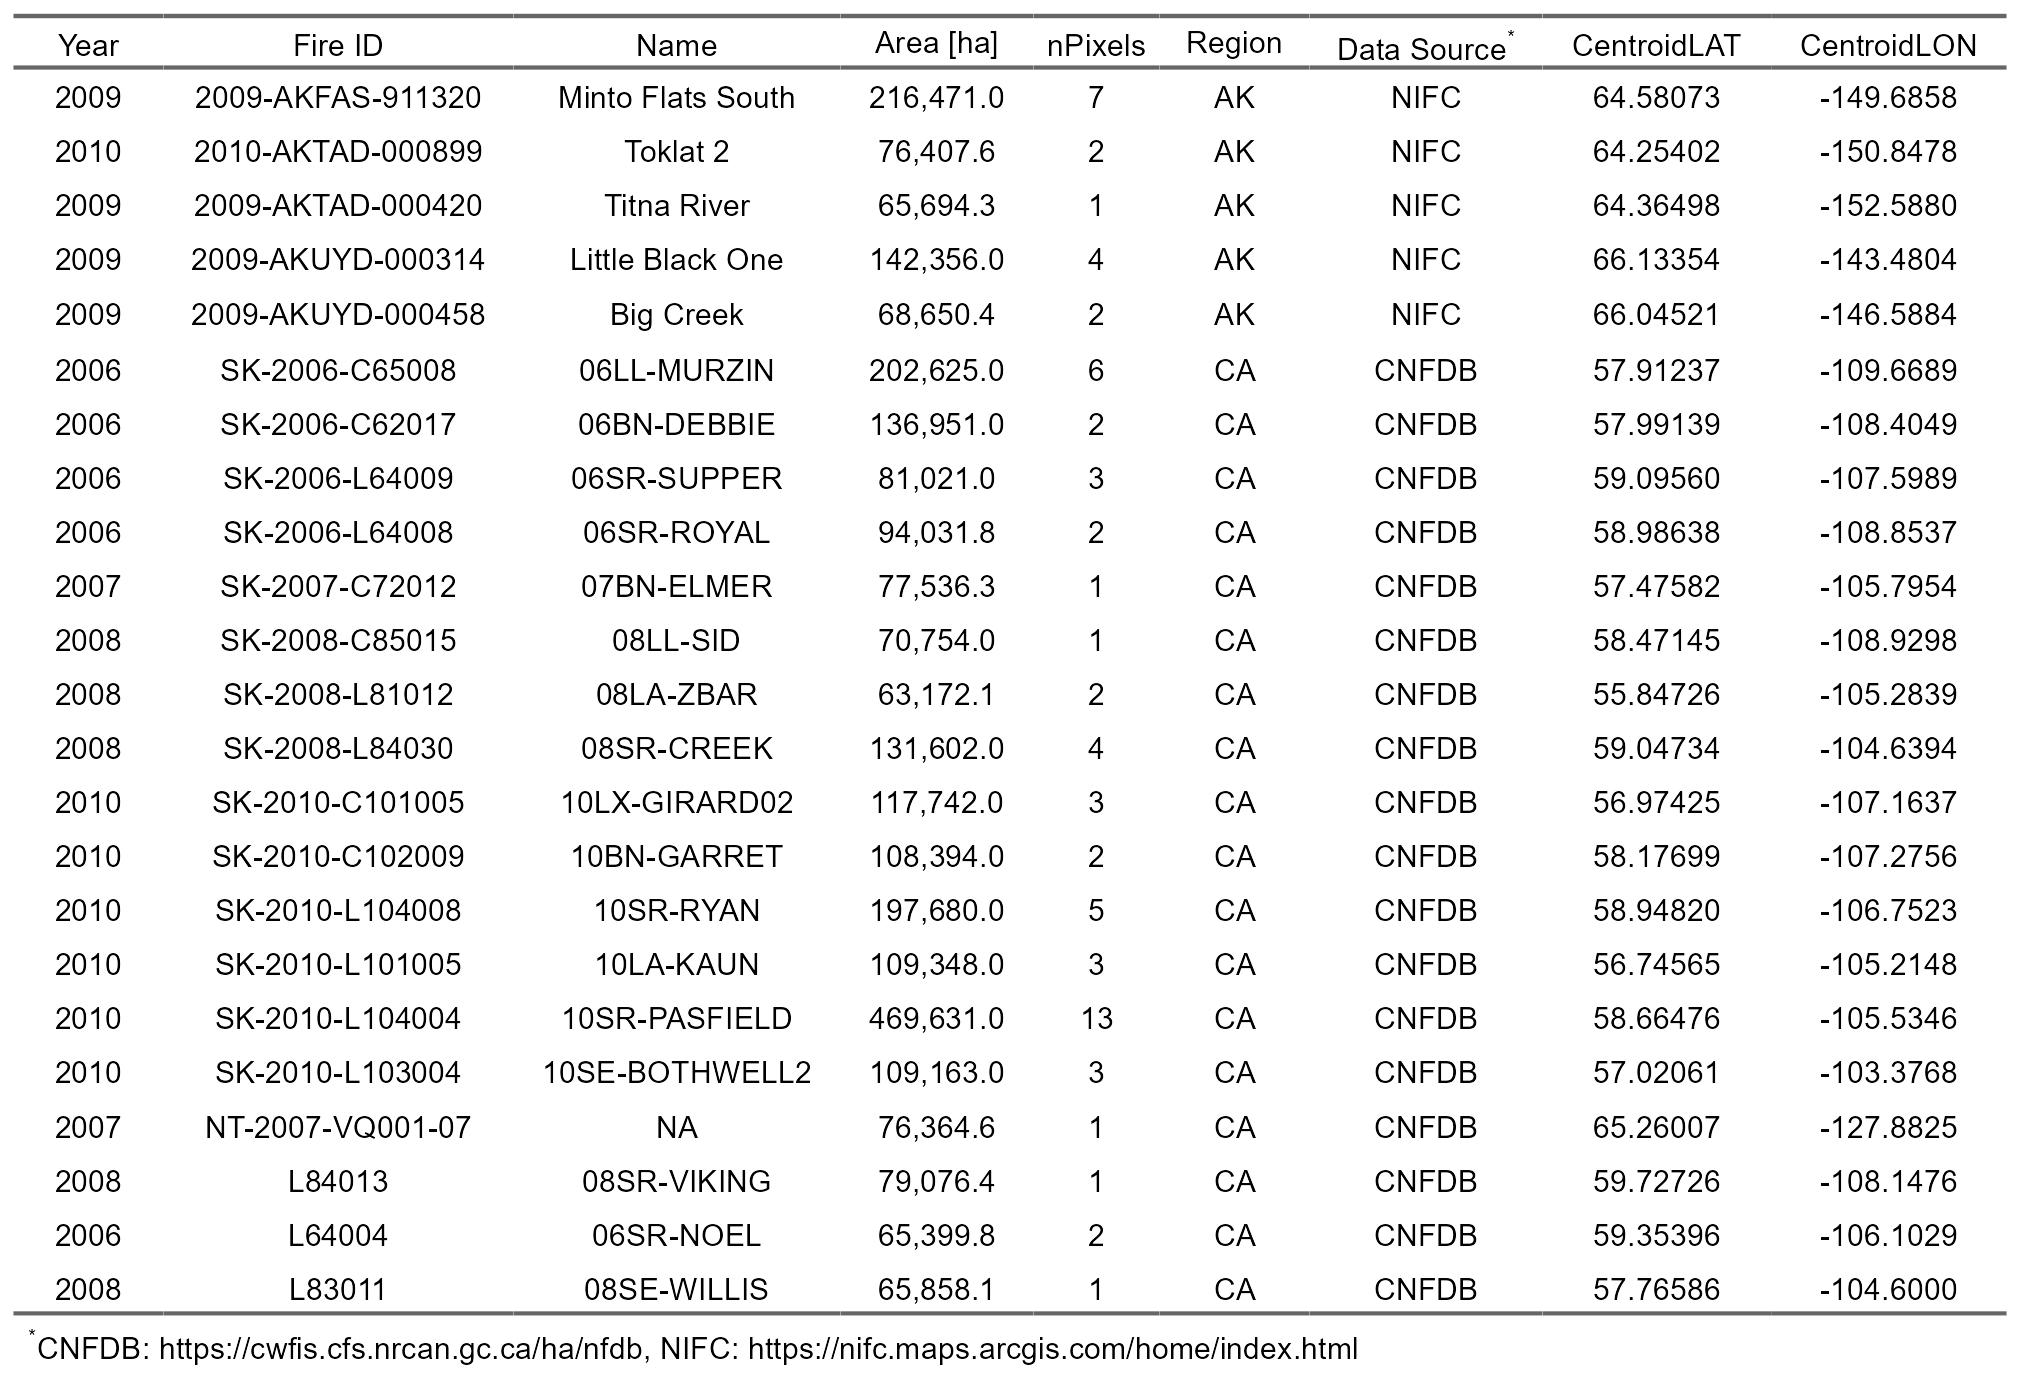 Year Fire ID Name Area [ha] nPixels Region Data Source* CentroidLAT CentroidLON
2009 2009-AKFAS-911320 Minto Flats South 216,471.0 7 AK NIFC 64.58073 -149.6858
2010 2010-AKTAD-000899 Toklat 2 76,407.6 2 AK NIFC 64.25402 -150.8478
2009 2009-AKTAD-000420 Titna River 65,694.3 1 AK NIFC 64.36498 -152.5880
2009 2009-AKUYD-000314 Little Black One 142,356.0 4 AK NIFC 66.13354 -143.4804
2009 2009-AKUYD-000458 Big Creek 68,650.4 2 AK NIFC 66.04521 -146.5884
2006 SK-2006-C65008 06LL-MURZIN 202,625.0 6 CA CNFDB 57.91237 -109.6689
2006 SK-2006-C62017 06BN-DEBBIE 136,951.0 2 CA CNFDB 57.99139 -108.4049
2006 SK-2006-L64009 06SR-SUPPER 81,021.0 3 CA CNFDB 59.09560 -107.5989
2006 SK-2006-L64008 06SR-ROYAL 94,031.8 2 CA CNFDB 58.98638 -108.8537
2007 SK-2007-C72012 07BN-ELMER 77,536.3 1 CA CNFDB 57.47582 -105.7954
2008 SK-2008-C85015 08LL-SID 70,754.0 1 CA CNFDB 58.47145 -108.9298
2008 SK-2008-L81012 08LA-ZBAR 63,172.1 2 CA CNFDB 55.84726 -105.2839
2008 SK-2008-L84030 08SR-CREEK 131,602.0 4 CA CNFDB 59.04734 -104.6394
2010 SK-2010-C101005 10LX-GIRARD02 117,742.0 3 CA CNFDB 56.97425 -107.1637
2010 SK-2010-C102009 10BN-GARRET 108,394.0 2 CA CNFDB 58.17699 -107.2756
2010 SK-2010-L104008 10SR-RYAN 197,680.0 5 CA CNFDB 58.94820 -106.7523
2010 SK-2010-L101005 10LA-KAUN 109,348.0 3 CA CNFDB 56.74565 -105.2148
2010 SK-2010-L104004 10SR-PASFIELD 469,631.0 13 CA CNFDB 58.66476 -105.5346
2010 SK-2010-L103004 10SE-BOTHWELL2 109,163.0 3 CA CNFDB 57.02061 -103.3768
2007 NT-2007-VQ001-07 NA 76,364.6 1 CA CNFDB 65.26007 -127.8825
2008 L84013 08SR-VIKING 79,076.4 1 CA CNFDB 59.72726 -108.1476
2006 L64004 06SR-NOEL 65,399.8 2 CA CNFDB 59.35396 -106.1029
2008 L83011 08SE-WILLIS 65,858.1 1 CA CNFDB 57.76586 -104.6000
*CNFDB: https://cwfis.cfs.nrcan.gc.ca/ha/nfdb, NIFC: https://nifc.maps.arcgis.com/home/index.html